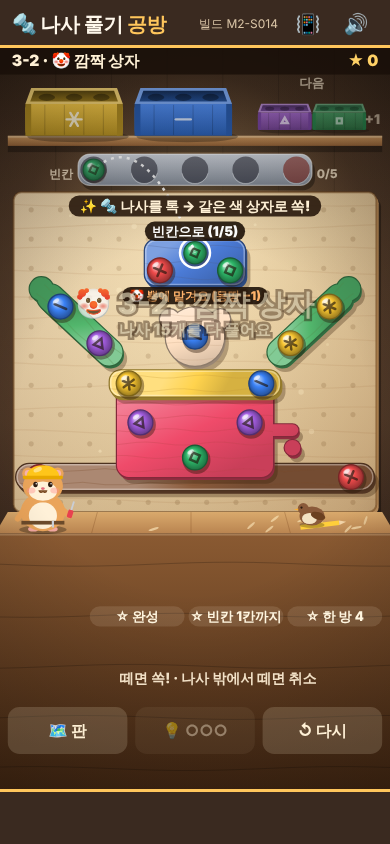 나사 풀기 공방
빌드 M2-S014
3-2 · 깜짝 상자
★ 0
다음
+1
빈칸
0/5
✨ 🔩 나사를 톡 → 같은 색 상자로 쏙!
빈칸으로 (1/5)
3-2 · 깜짝 상자
나사 15개를 다 풀어요
☆ 완성
☆ 빈칸 1칸까지
☆ 한 방 4
떼면 쏙! · 나사 밖에서 떼면 취소
판
다시